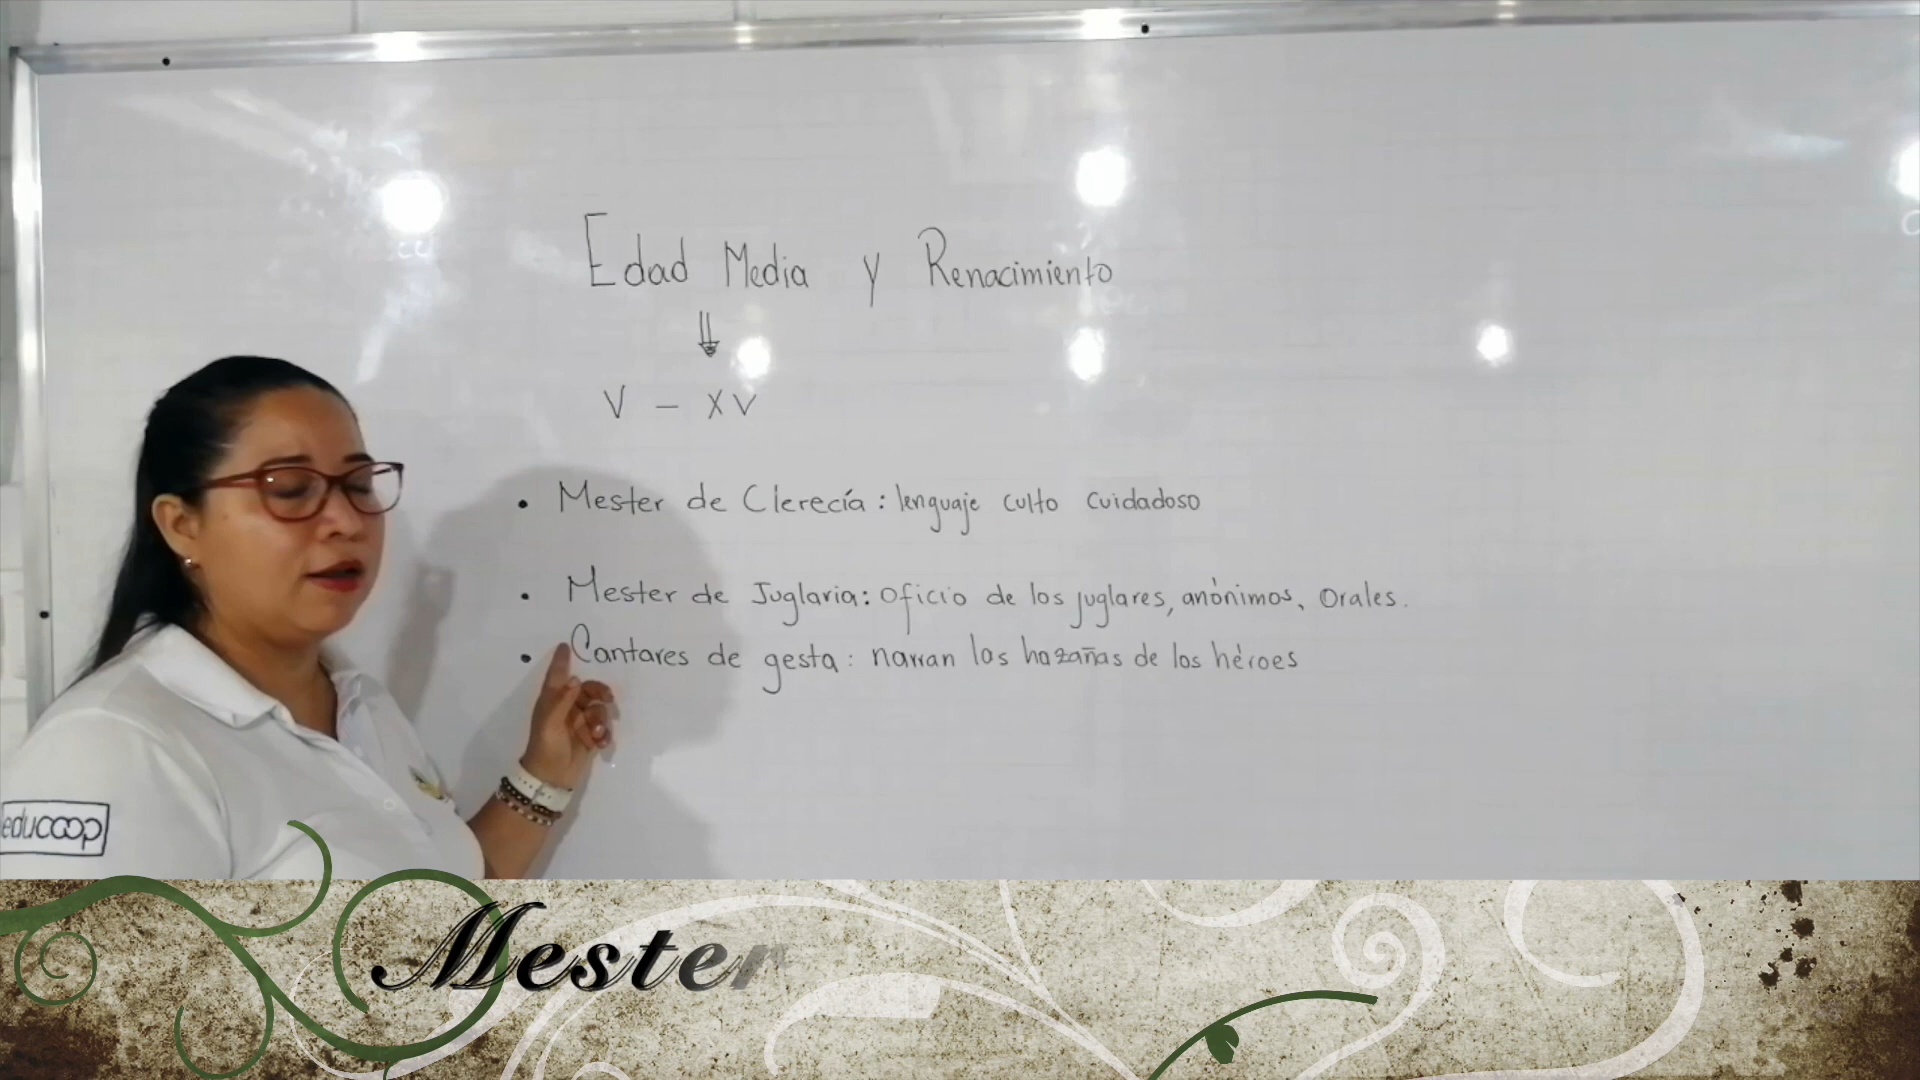 Edad Media y Renacimiento
V - XV
• Mester de Clerecía: lenguaje culto cuidadoso
• Mester de Juglaria: oficio de los juglares, anónimos, Orales.
• Cantares de gesta: narran las hazañas de los héroes
educoop
Mester